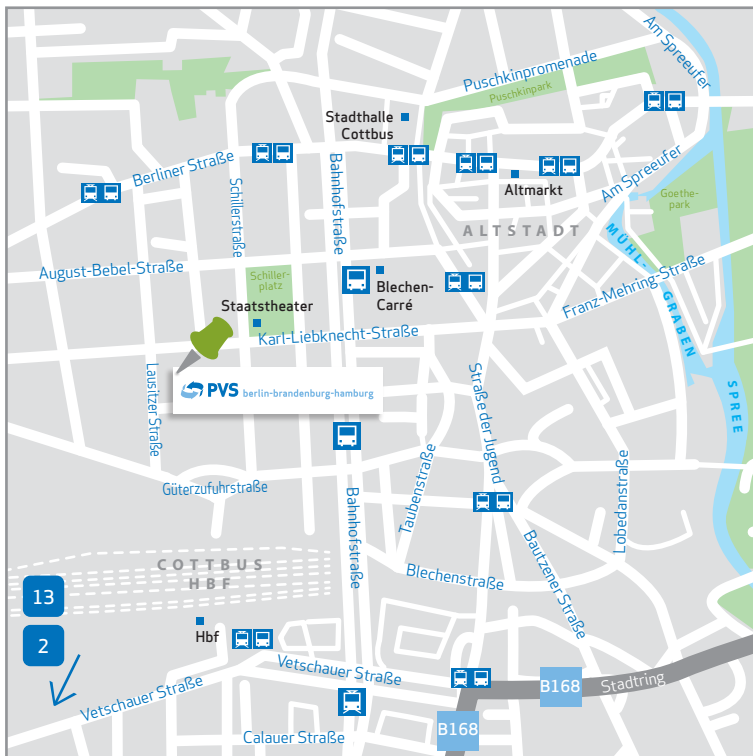 Am Spreeufer
Puschkinpromenade
Puschkinpark
Stadthalle
Cottbus
Berliner Straße
Bahnhofstraße
Schillerstraße
Altmarkt
Am Spreeufer
Goethe-
park
ALTSTADT
MÜHL-
GRABEN
August-Bebel-Straße
Schiller-
platz
Blechen-
Carré
Franz-Mehring-Straße
Staatstheater
Karl-Liebknecht-Straße
Lausitzer Straße
PVS berlin-brandenburg-hamburg
SPREE
Straße der Jugend
Taubenstraße
Güterzufuhrstraße
Lobedanstraße
Bahnhofstraße
Bautzener Straße
COTTBUS
HBF
Blechenstraße
13
2
Hbf
Vetschauer Straße
Vetschauer Straße
B168
Stadtring
B168
Calauer Straße